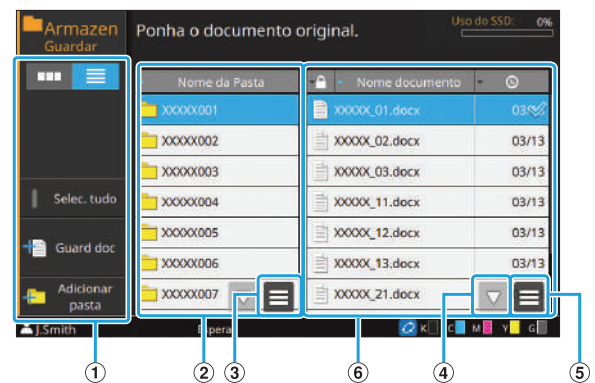 Armazen
Guardar
Ponha o documento original.
Uso do SSD: 0%
Nome da Pasta
Nome documento
XXXXX001
XXXXX_01.docx
03/
XXXXX002
XXXXX_02.docx
03/13
XXXXX003
XXXXX_03.docx
03/13
Selec. tudo
XXXXX004
XXXXX_11.docx
03/13
XXXXX005
XXXXX_12.docx
03/13
Guard doc
XXXXX006
XXXXX_13.docx
03/13
Adicionar
pasta
XXXXX007
XXXXX_21.docx
J.Smith
Espera
K C M Y G
1 2 3 6 4 5